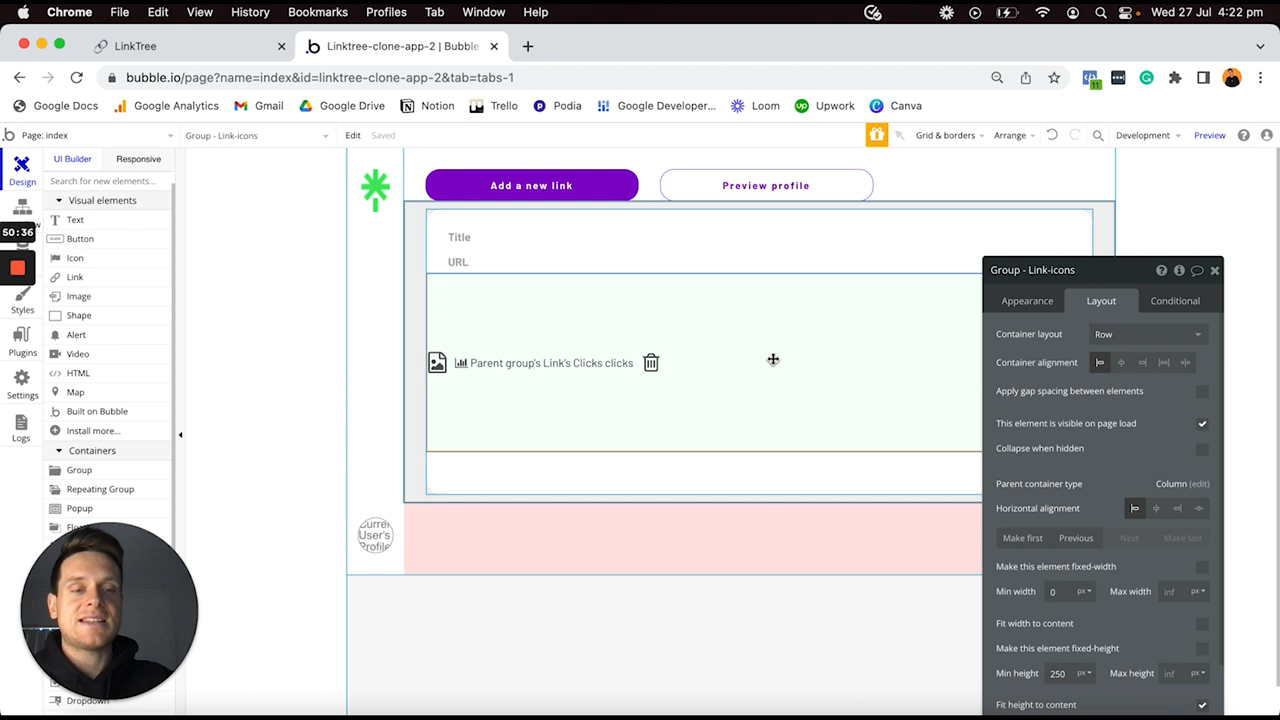 Chrome File Edit View History Bookmarks Profiles Tab Window Help Wed 27 Jul 4:22 pm
LinkTree Linktree-clone-app-2 | Bubble
bubble.io/page?name=index&id=linktree-clone-app-2&tab=tabs-1 11
Google Docs Google Analytics Gmail Google Drive Notion Trello Podia Google Developer... Loom Upwork Canva
Page: index Group - Link-icons Edit Saved Grid & borders Arrange Development Preview
UI Builder Responsive
Design
Search for new elements...
Visual elements
Text
Button
Icon
Link
Image
Shape
Alert
Video
HTML
Map
Built on Bubble
Install more...
Containers
Group
Repeating Group
Popup
Dropdown
50:36
Styles
Plugins
Settings
Logs
Add a new link Preview profile
Title
URL
Parent group's Link's Clicks clicks
Curre
User's
Profile
Group - Link-icons
Appearance Layout Conditional
Container layout Row
Container alignment
Apply gap spacing between elements
This element is visible on page load
Collapse when hidden
Parent container type Column (edit)
Horizontal alignment
Make first Previous Next Make last
Make this element fixed-width
Min width 0 px Max width inf px
Fit width to content
Make this element fixed-height
Min height 250 px Max height inf px
Fit height to content